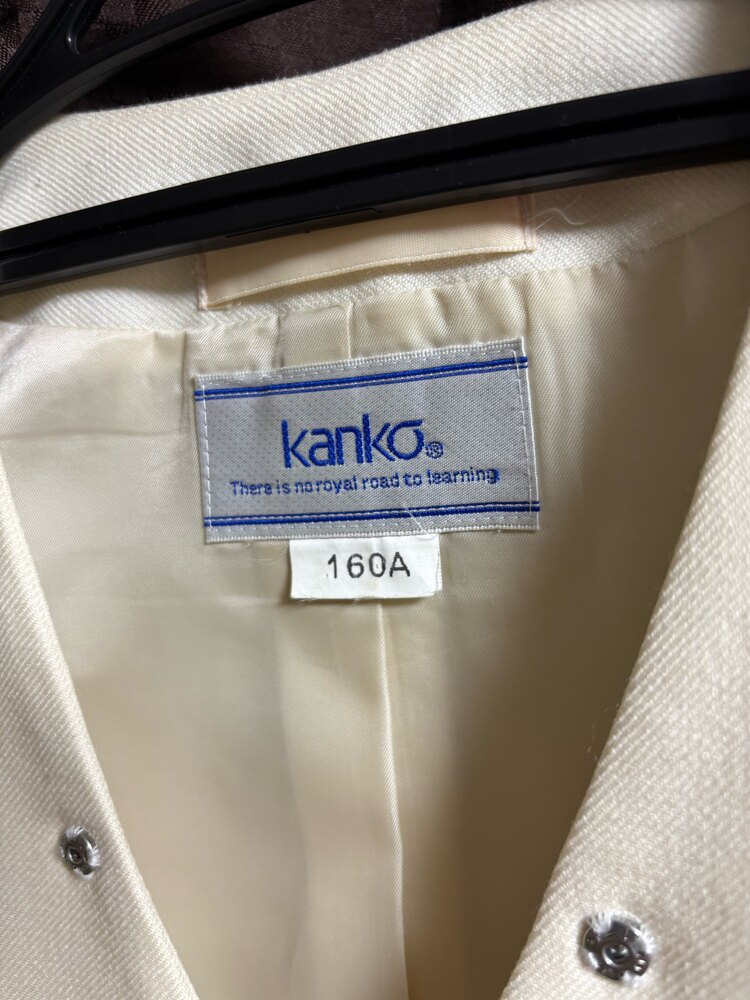 kanko®
There is no royal road to learning.
160A